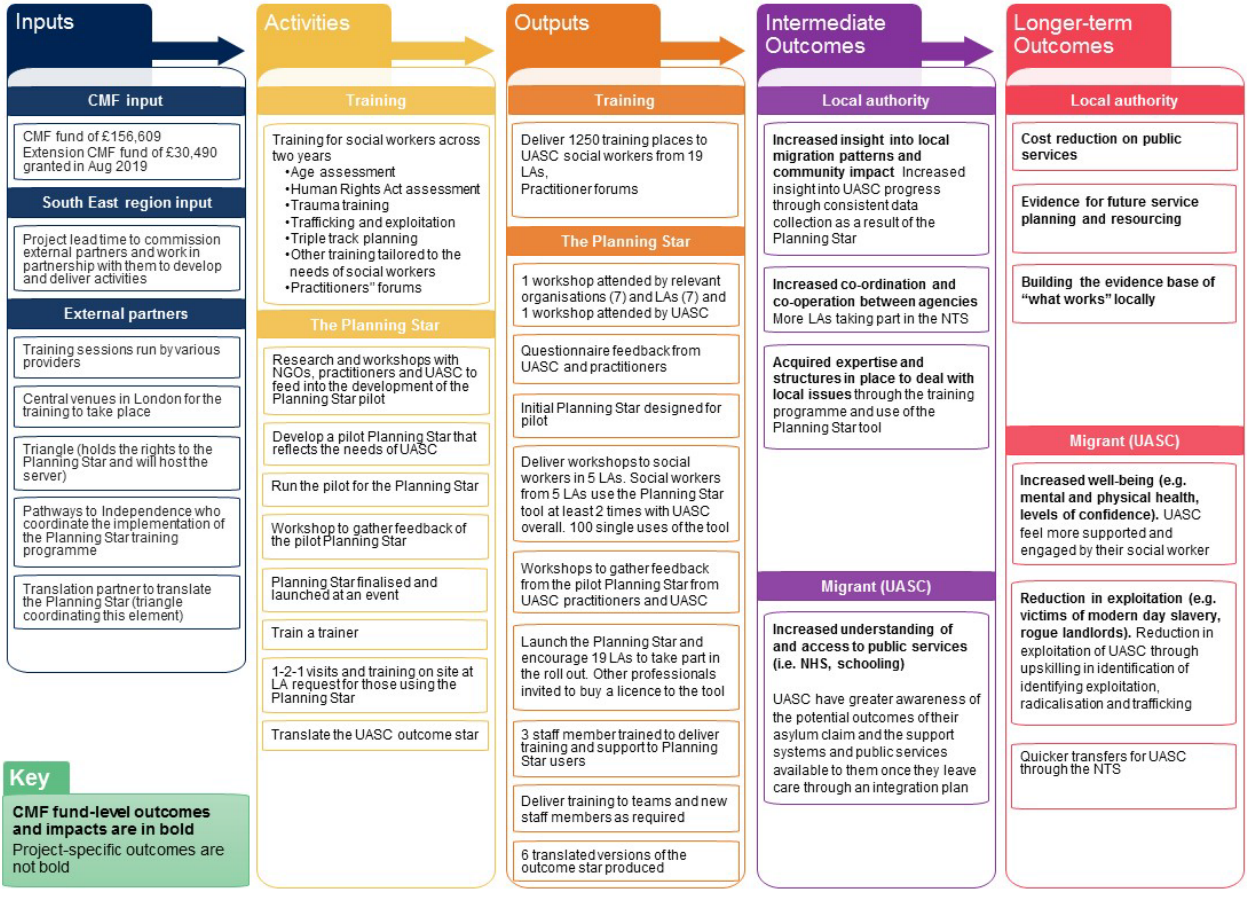 Inputs
CMF input
CMF fund of £156,609
Extension CMF fund of £30,490
granted in Aug 2019
South East region input
Project lead time to commission
external partners and work in
partnership with them to develop
and deliver activities
External partners
Training sessions run by various
providers
Central venues in London for the
training to take place
Triangle (holds the rights to the
Planning Star and will host the
server)
Pathways to Independence who
coordinate the implementation of
the Planning Star training
programme
Translation partner to translate
the Planning Star (triangle
coordinating this element)
Key
CMF fund-level outcomes
and impacts are in bold
Project-specific outcomes are
not bold
Activities
Training
Training for social workers across
two years
•Age assessment
•Human Rights Act assessment
•Trauma training
•Trafficking and exploitation
•Triple track planning
•Other training tailored to the
needs of social workers
•Practitioners" forums
The Planning Star
Research and workshops with
NGOs, practitioners and UASC to
feed into the development of the
Planning Star pilot
Develop a pilot Planning Star that
reflects the needs of UASC
Run the pilot for the Planning Star
Workshop to gather feedback of
the pilot Planning Star
Planning Star finalised and
launched at an event
Train a trainer
1-2-1 visits and training on site at
LA request for those using the
Planning Star
Translate the UASC outcome star
Outputs
Training
Deliver 1250 training places to
UASC social workers from 19
LAs,
Practitioner forums
The Planning Star
1 workshop attended by relevant
organisations (7) and LAs (7) and
1 workshop attended by UASC
Questionnaire feedback from
UASC and practitioners
Initial Planning Star designed for
pilot
Deliver workshops to social
workers in 5 LAs. Social workers
from 5 LAs use the Planning Star
tool at least 2 times with UASC
overall. 100 single uses of the tool
Workshops to gather feedback
from the pilot Planning Star from
UASC practitioners and UASC
Launch the Planning Star and
encourage 19 LAs to take part in
the roll out. Other professionals
invited to buy a licence to the tool
3 staff member trained to deliver
training and support to Planning
Star users
Deliver training to teams and new
staff members as required
6 translated versions of the
outcome star produced
Intermediate
Outcomes
Local authority
Increased insight into local
migration patterns and
community impact Increased
insight into UASC progress
through consistent data
collection as a result of the
Planning Star
Increased co-ordination and
co-operation between agencies
More LAs taking part in the NTS
Acquired expertise and
structures in place to deal with
local issues through the training
programme and use of the
Planning Star tool
Migrant (UASC)
Increased understanding of
and access to public services
(i.e. NHS, schooling)
UASC have greater awareness of
the potential outcomes of their
asylum claim and the support
systems and public services
available to them once they leave
care through an integration plan
Longer-term
Outcomes
Local authority
Cost reduction on public
services
Evidence for future service
planning and resourcing
Building the evidence base of
“what works” locally
Migrant (UASC)
Increased well-being (e.g.
mental and physical health,
levels of confidence). UASC
feel more supported and
engaged by their social worker
Reduction in exploitation (e.g.
victims of modern day slavery,
rogue landlords). Reduction in
exploitation of UASC through
upskilling in identification of
identifying exploitation,
radicalisation and trafficking
Quicker transfers for UASC
through the NTS